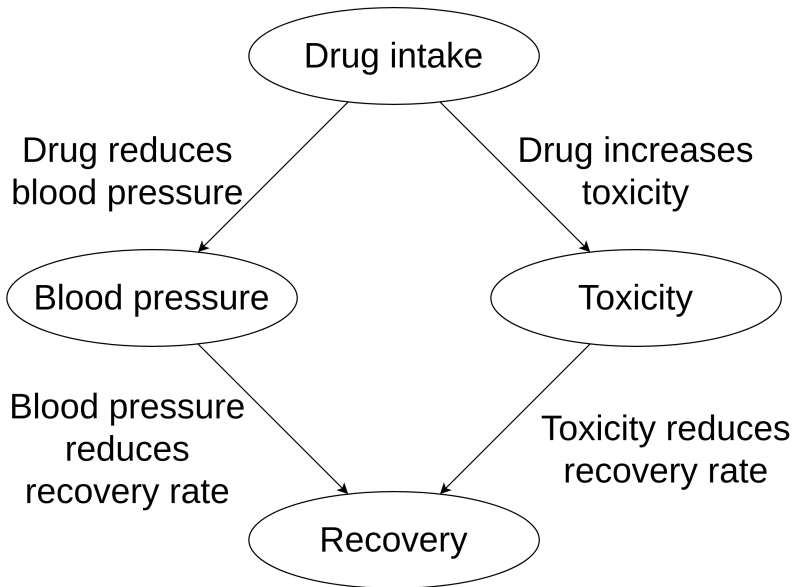 Drug intake
Drug reduces
blood pressure
Drug increases
toxicity
Blood pressure
Toxicity
Blood pressure
reduces
recovery rate
Toxicity reduces
recovery rate
Recovery